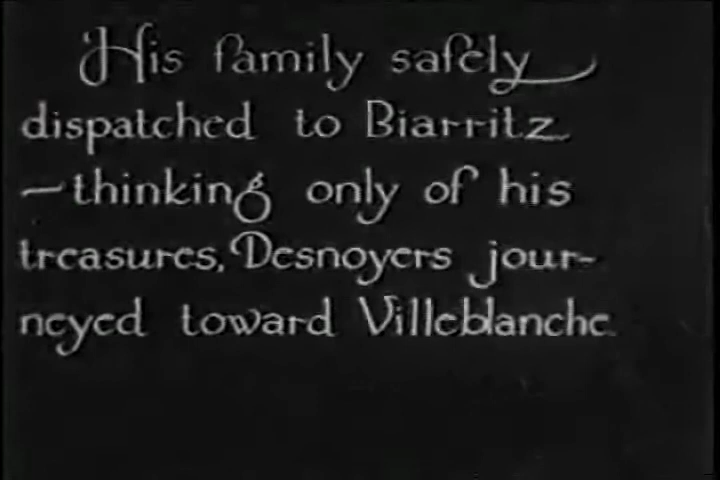 His family safely
dispatched to Biarritz
—thinking only of his
treasures, Desnoyers jour-
neyed toward Villeblanche.